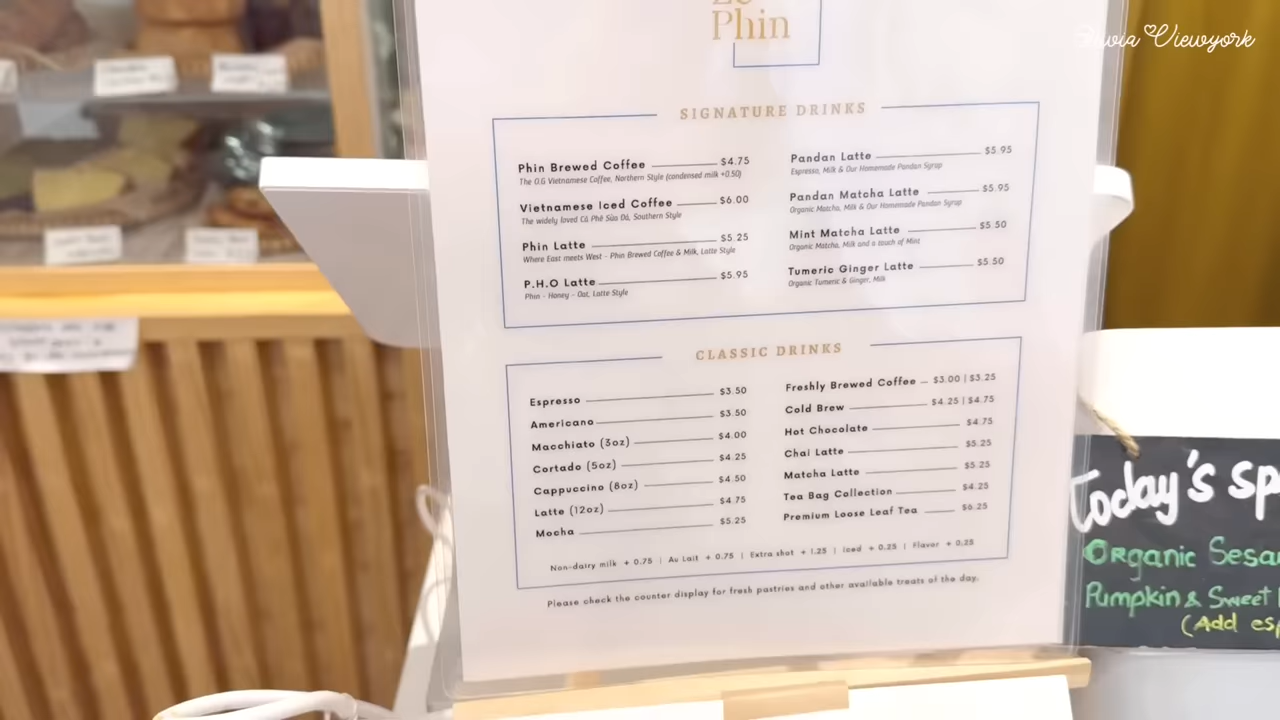 Phin
Viewyork
SIGNATURE DRINKS
Phin Brewed Coffee $4.75
The O.G Vietnamese Coffee, Northern Style (condensed milk +0.50)
Vietnamese Iced Coffee $6.00
The widely loved Cà Phê Sữa Đá, Southern Style
Phin Latte $5.25
Where East meets West - Phin Brewed Coffee & Milk, Latte Style
P.H.O Latte $5.95
Phin - Honey - Oat, Latte Style
Pandan Latte $5.95
Espresso, Milk & Our Homemade Pandan Syrup
Pandan Matcha Latte $5.95
Organic Matcha, Milk & Our Homemade Pandan Syrup
Mint Matcha Latte $5.50
Organic Matcha, Milk and a touch of Mint
Tumeric Ginger Latte $5.50
Organic Tumeric & Ginger, Milk
CLASSIC DRINKS
Espresso $3.50
Americano $3.50
Macchiato (3oz) $4.00
Cortado (5oz) $4.25
Cappuccino (8oz) $4.50
Latte (12oz) $4.75
Mocha $5.25
Freshly Brewed Coffee $3.00 | $3.25
Cold Brew $4.25 | $4.75
Hot Chocolate $4.75
Chai Latte $5.25
Matcha Latte $5.25
Tea Bag Collection $4.25
Premium Loose Leaf Tea $6.25
Non-dairy milk + 0.75 | Au Lait + 0.75 | Extra shot + 1.25 | Iced + 0.25 | Flavor + 0.25
Please check the counter display for fresh pastries and other available treats of the day.
Today's sp
Organic Sesa
Pumpkin & Sweet
(Add esp